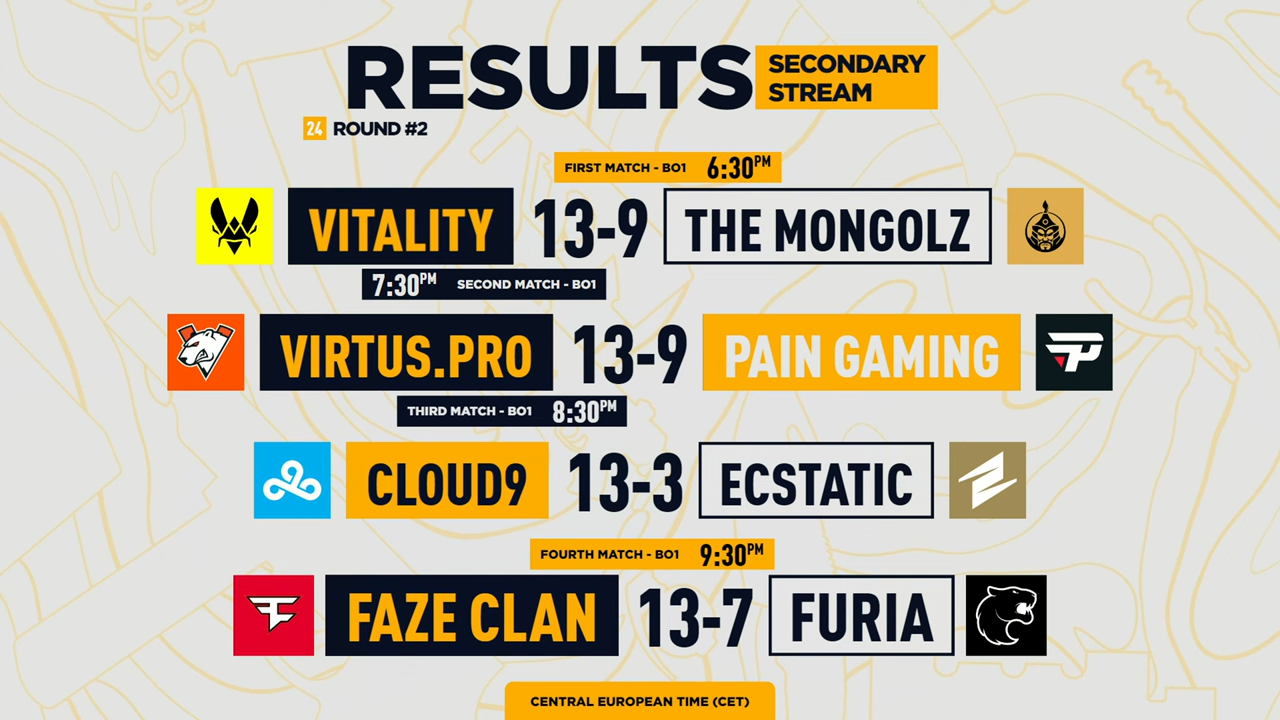 RESULTS
SECONDARY
STREAM
24 ROUND #2
FIRST MATCH - BO1 6:30PM
VITALITY 13-9 THE MONGOLZ
7:30PM SECOND MATCH - BO1
VIRTUS.PRO 13-9 PAIN GAMING
THIRD MATCH - BO1 8:30PM
CLOUD9 13-3 ECSTATIC
FOURTH MATCH - BO1 9:30PM
FAZE CLAN 13-7 FURIA
CENTRAL EUROPEAN TIME (CET)